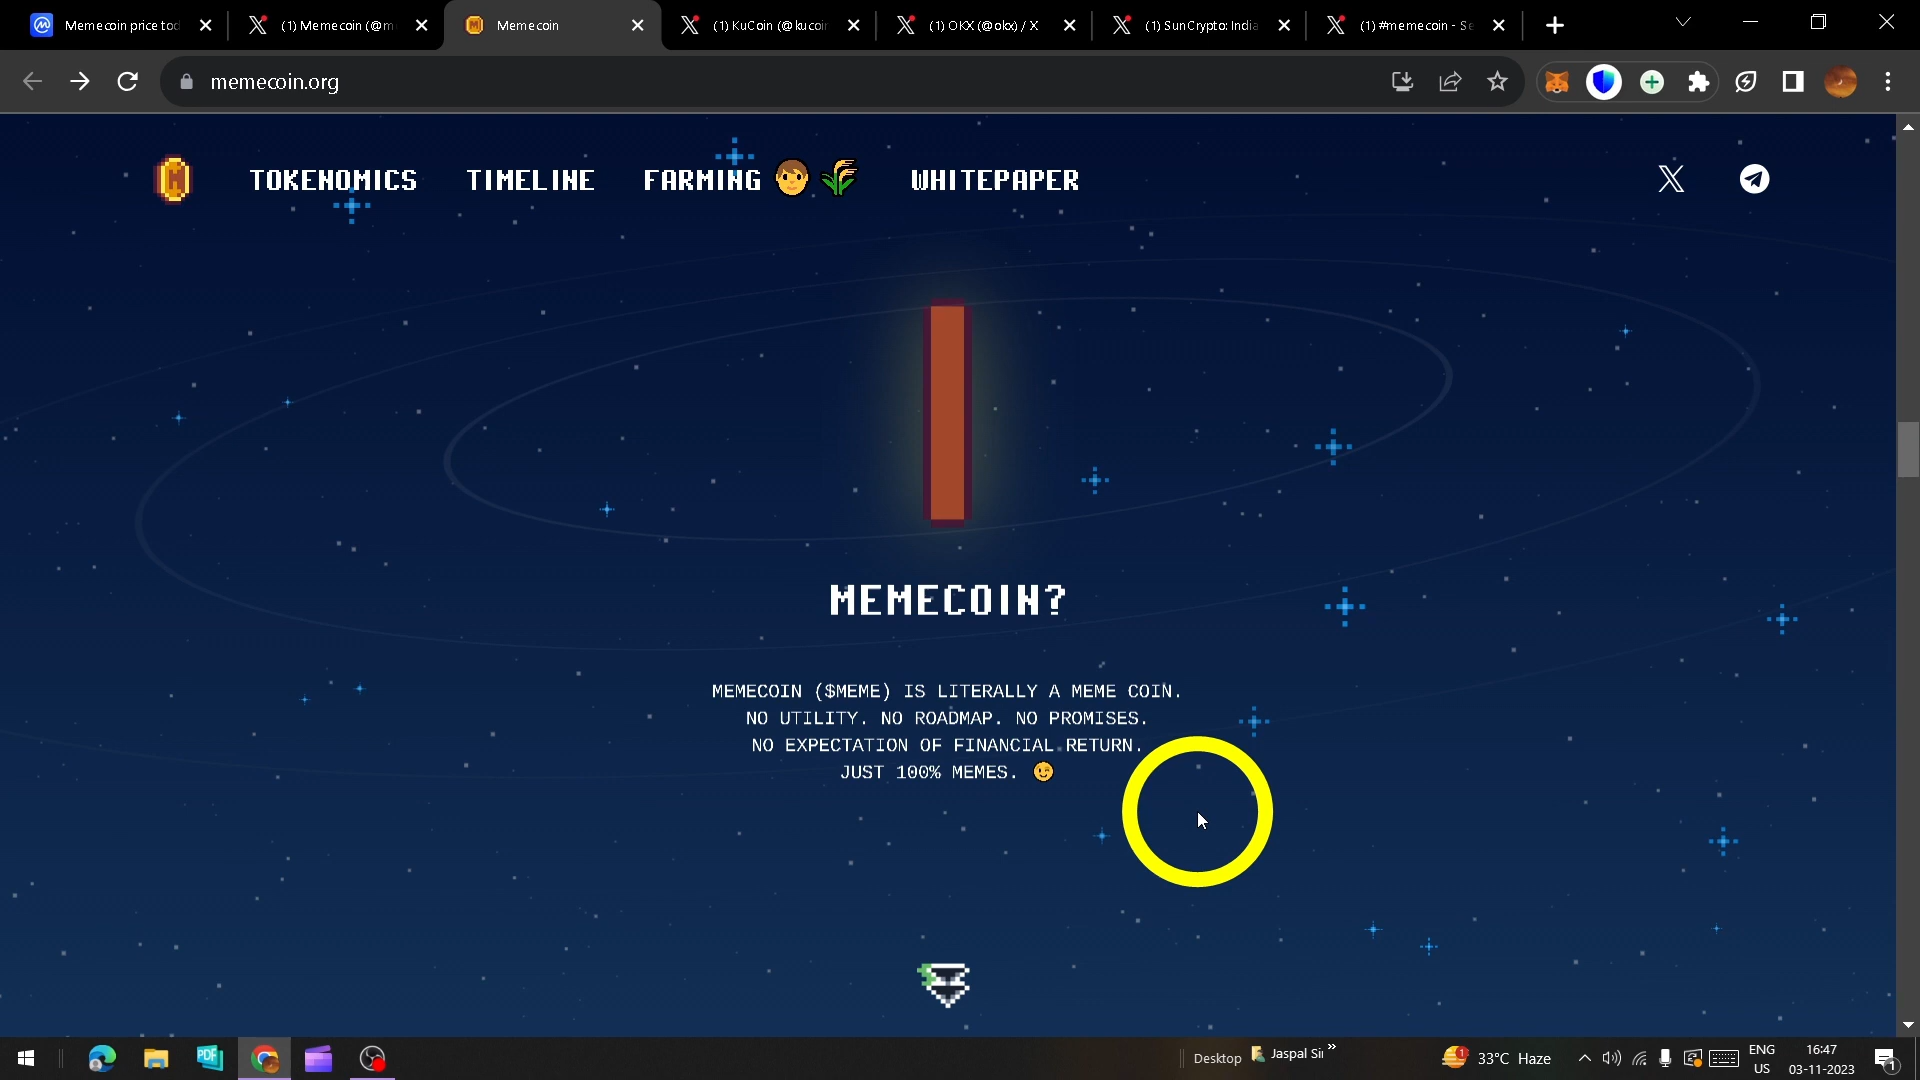 Memecoin price tod
(1) Memecoin (@m
Memecoin
(1) KuCoin (@kucoin
(1) OKX (@okx) / X
(1) SunCrypto: India
(1) #memecoin - Se
memecoin.org
TOKENOMICS
TIMELINE
FARMING
WHITEPAPER
MEMECOIN?
MEMECOIN ($MEME) IS LITERALLY A MEME COIN.
NO UTILITY. NO ROADMAP. NO PROMISES.
NO EXPECTATION OF FINANCIAL RETURN.
JUST 100% MEMES. 😉
Desktop
Jaspal Sin
33°C Haze
ENG
US
16:47
03-11-2023